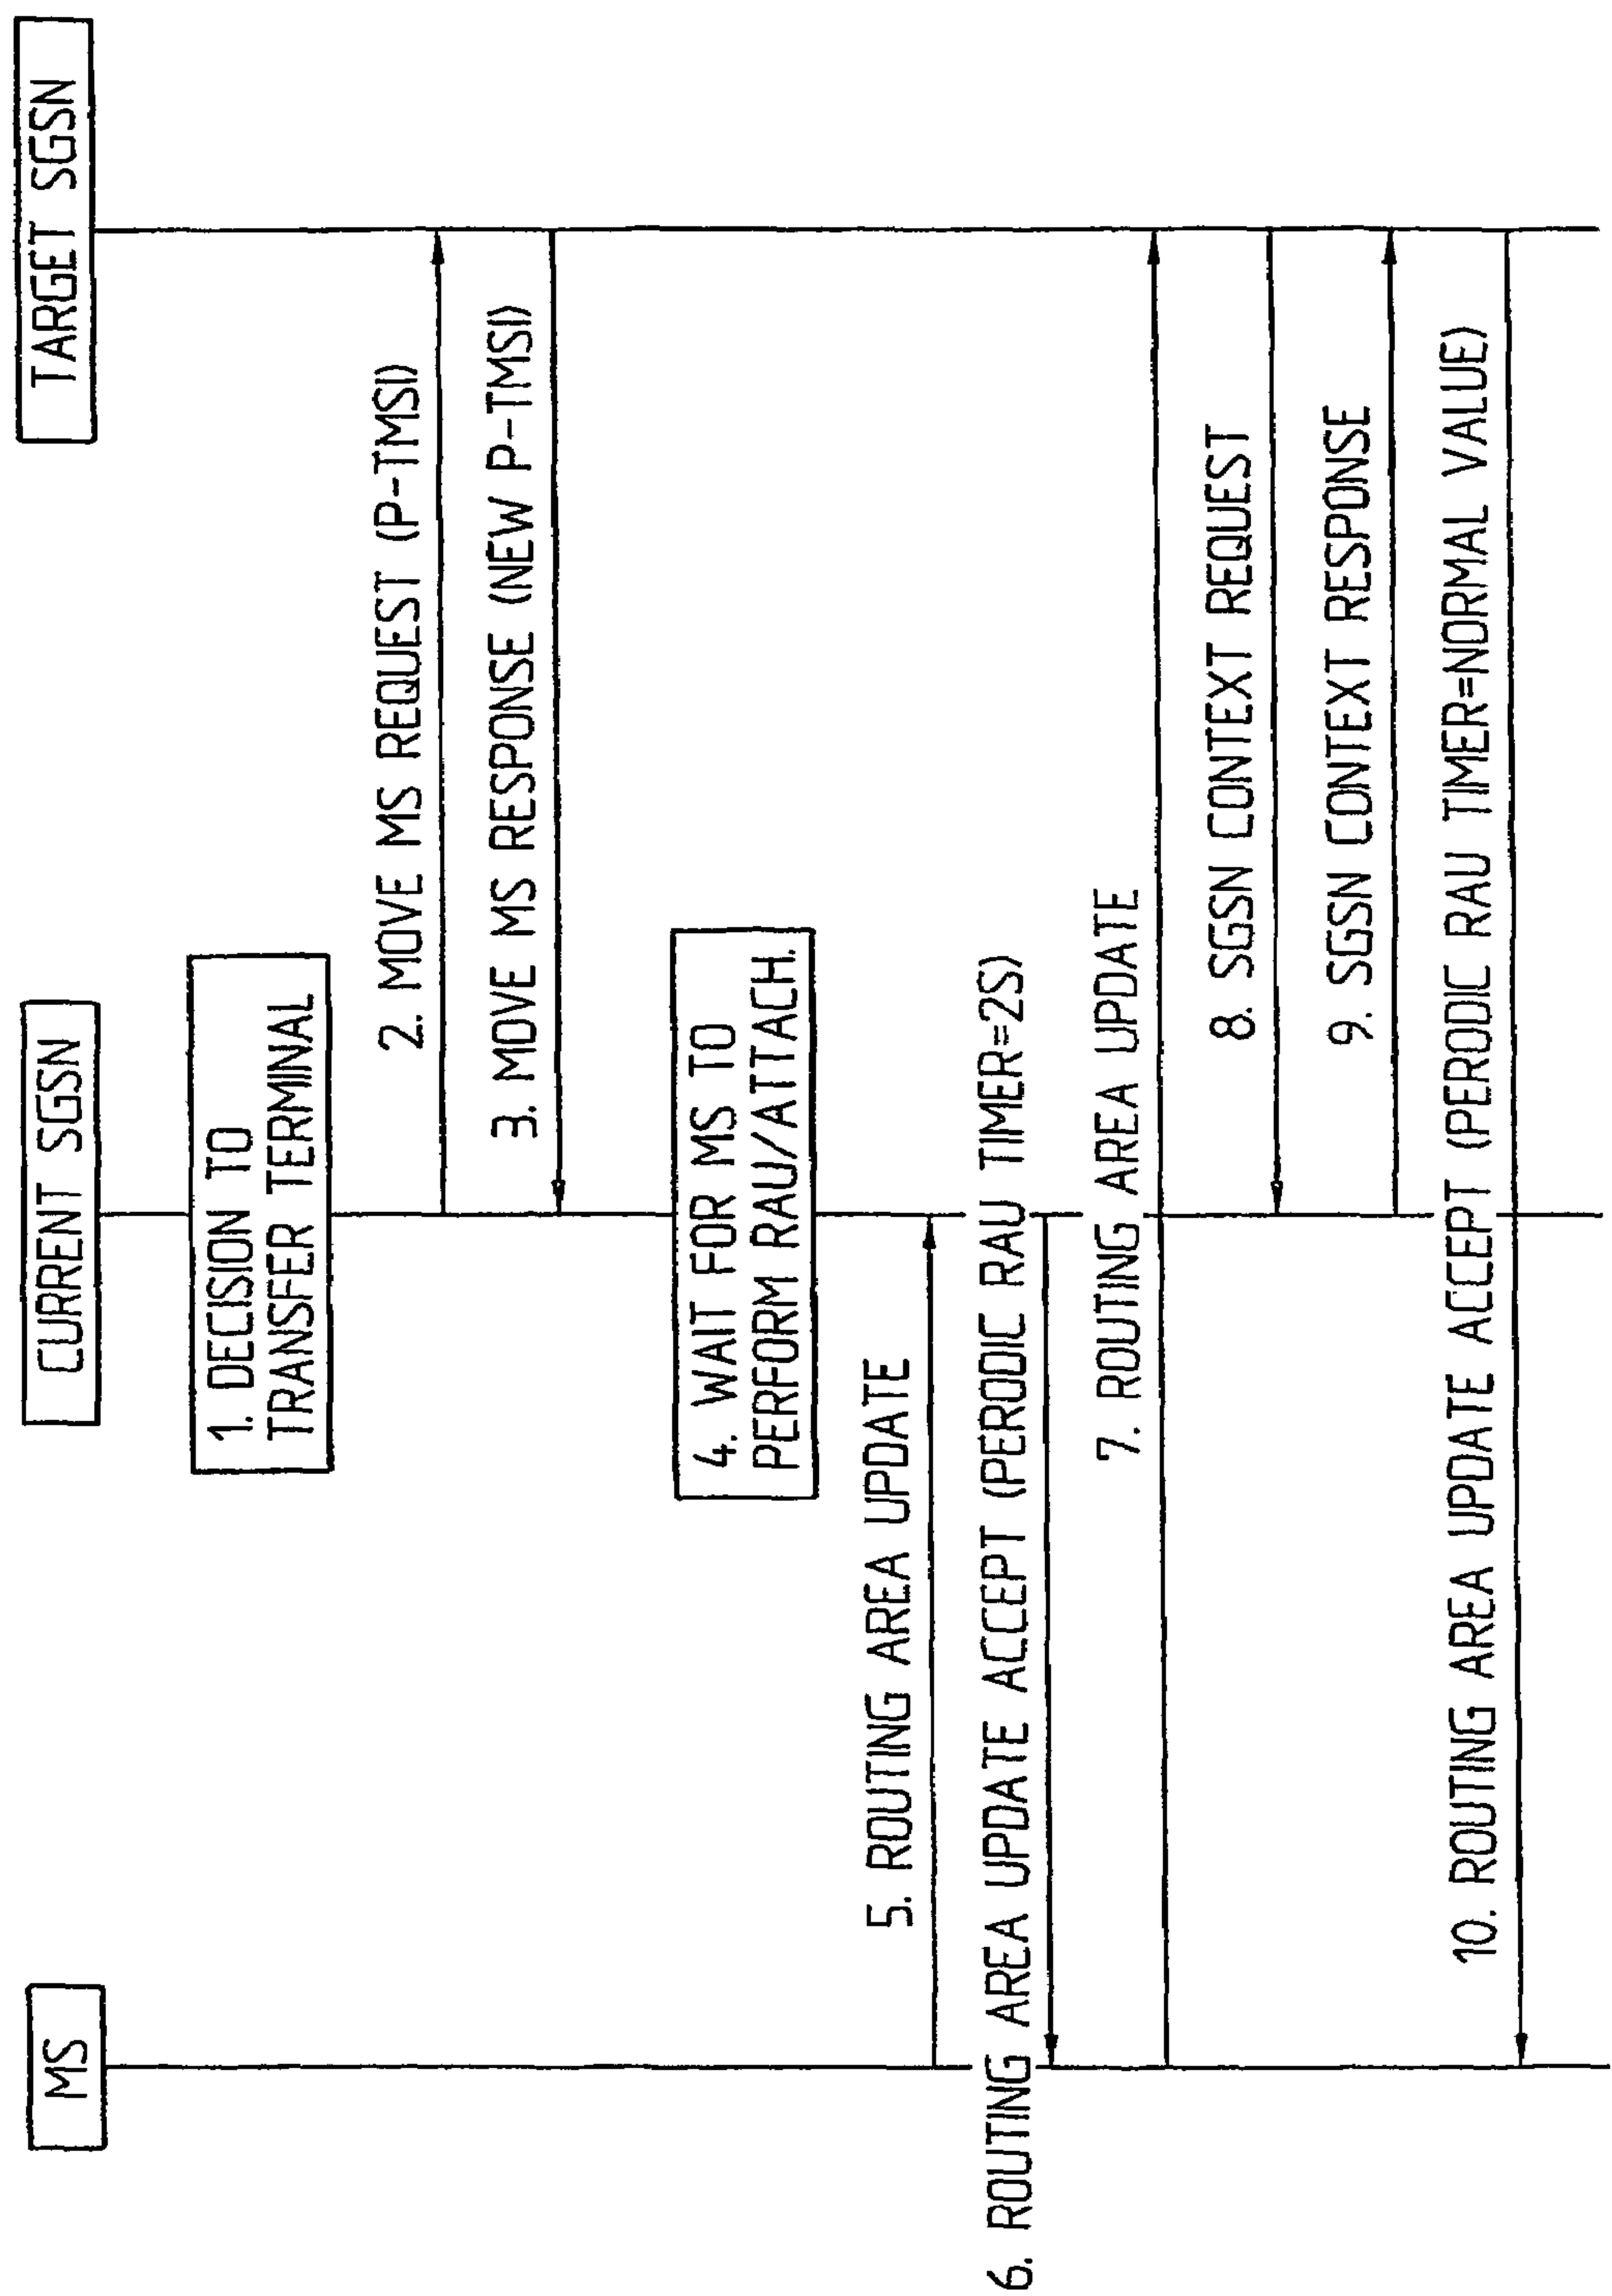 MS
CURRENT SGSN
TARGET SGSN
1. DECISION TO
TRANSFER TERMINAL
2. MOVE MS REQUEST (P-TMSI)
3. MOVE MS RESPONSE (NEW P-TMSI)
4. WAIT FOR MS TO
PERFORM RAU/ATTACH.
5. ROUTING AREA UPDATE
6. ROUTING AREA UPDATE ACCEPT (PERODIC RAU TIMER=2S)
7. ROUTING AREA UPDATE
8. SGSN CONTEXT REQUEST
9. SGSN CONTEXT RESPONSE
10. ROUTING AREA UPDATE ACCEPT (PERODIC RAU TIMER=NORMAL VALUE)